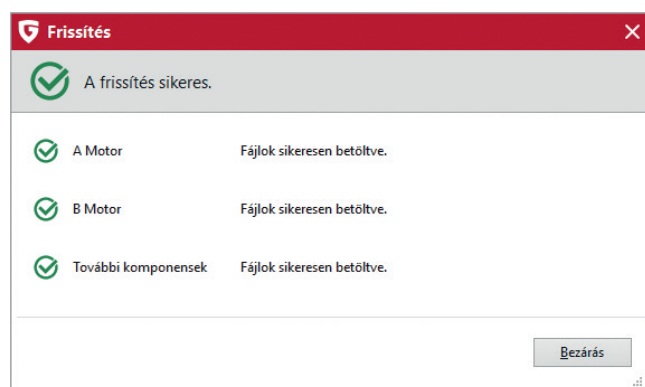 Frissítés
A frissítés sikeres.
A Motor Fájlok sikeresen betöltve.
B Motor Fájlok sikeresen betöltve.
További komponensek Fájlok sikeresen betöltve.
Bezárás